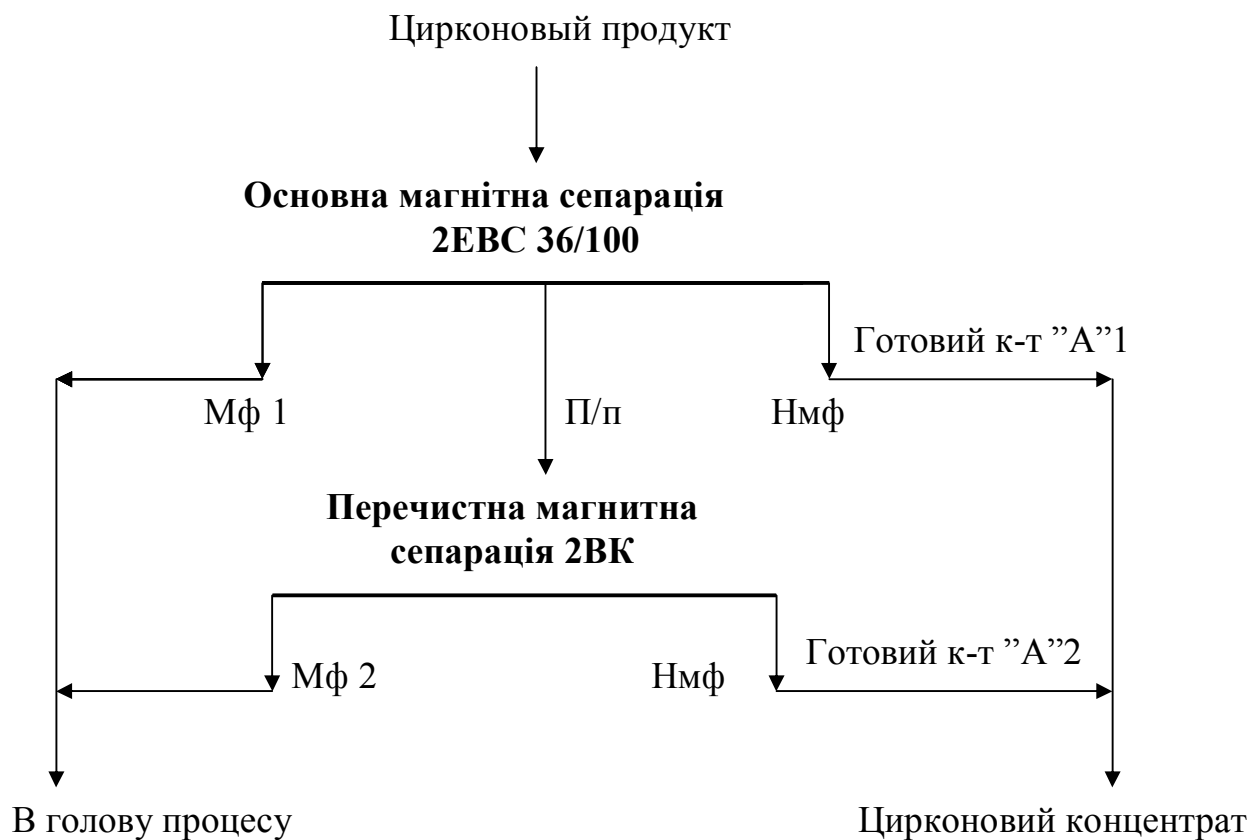 Цирконовый продукт
Основна магнітна сепарація
2ЕВС 36/100
Готовий к-т ”А”1
Мф 1
П/п
Нмф
Перечистна магнитна
сепарація 2ВК
Готовий к-т ”А”2
Мф 2
Нмф
В голову процесу
Цирконовий концентрат